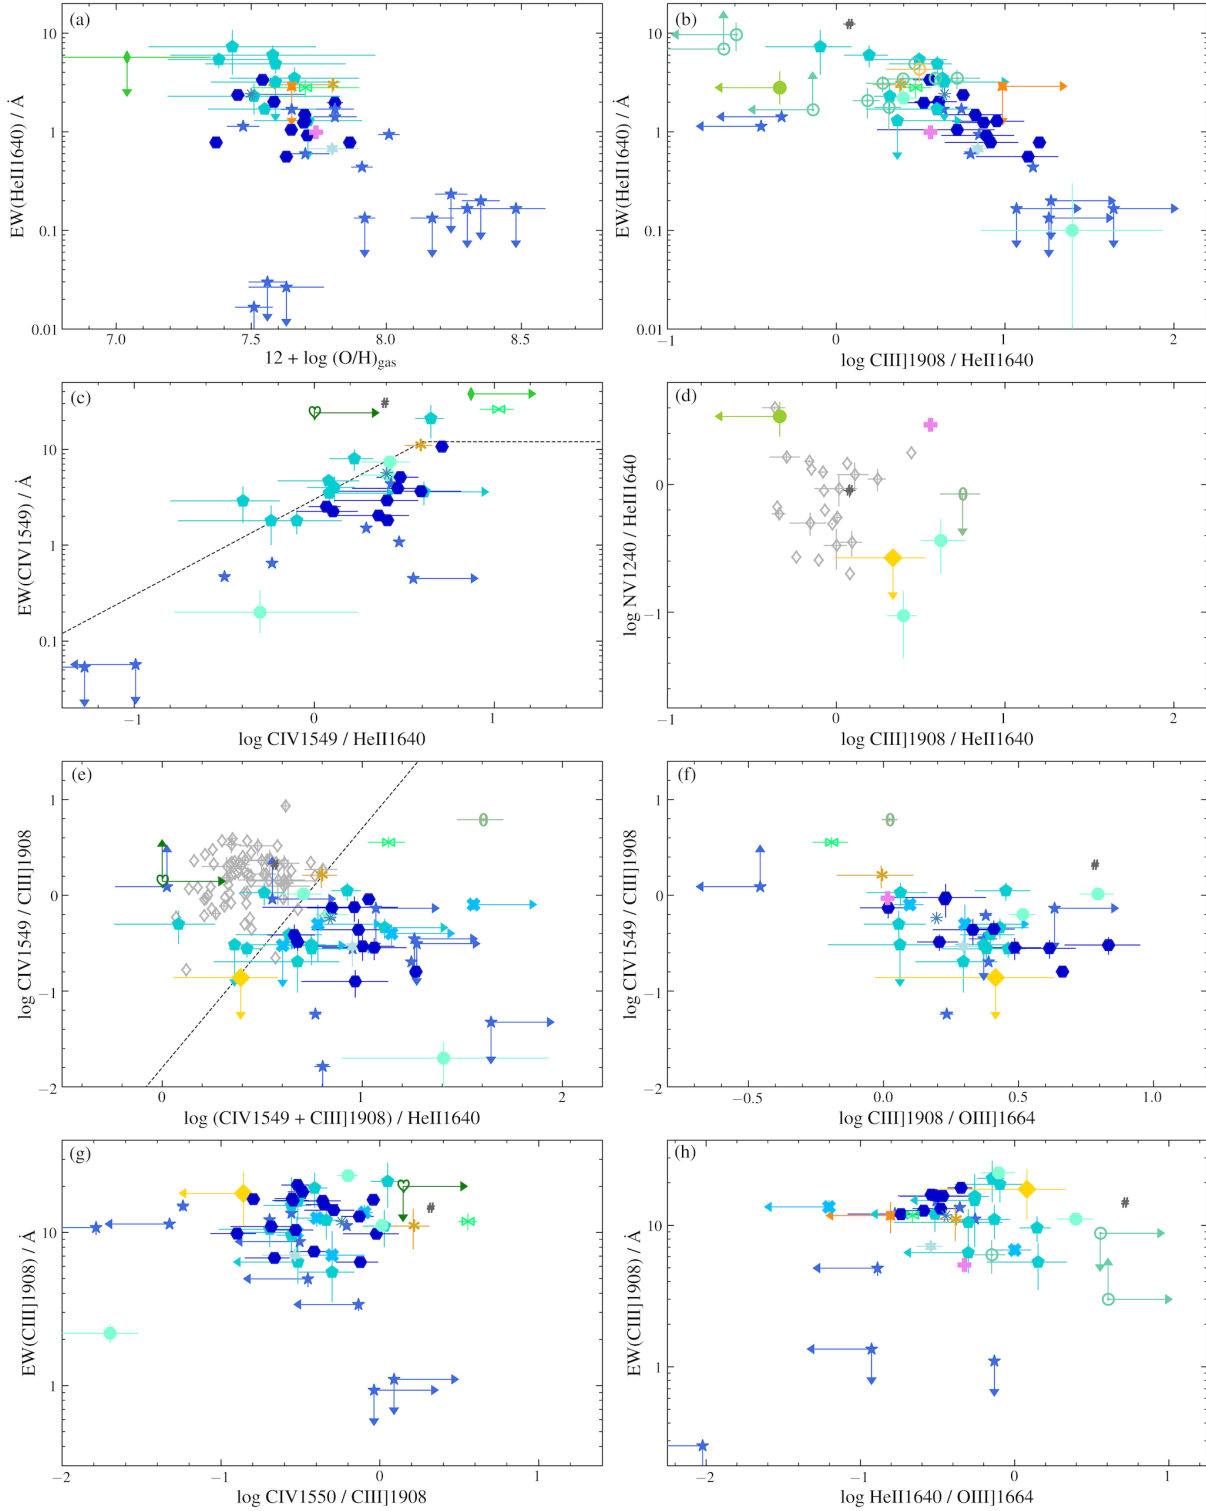 (a)
10
1
0.1
0.01
EW(HeII1640) / Å
7.0 7.5 8.0 8.5
12 + log (O/H)gas
(b)
10
1
0.1
0.01
EW(HeII1640) / Å
−1 0 1 2
log CIII]1908 / HeII1640
(c)
10
1
0.1
EW(CIV1549) / Å
−1 0 1
log CIV1549 / HeII1640
(d)
0
−1
log NV1240 / HeII1640
−1 0 1 2
log CIII]1908 / HeII1640
(e)
1
0
−1
−2
log CIV1549 / CIII]1908
0 1 2
log (CIV1549 + CIII]1908) / HeII1640
(f)
1
0
−1
−2
log CIV1549 / CIII]1908
−0.5 0.0 0.5 1.0
log CIII]1908 / OIII]1664
(g)
10
1
EW(CIII]1908) / Å
−2 −1 0 1
log CIV1550 / CIII]1908
(h)
10
1
EW(CIII]1908) / Å
−2 −1 0 1
log HeII1640 / OIII]1664